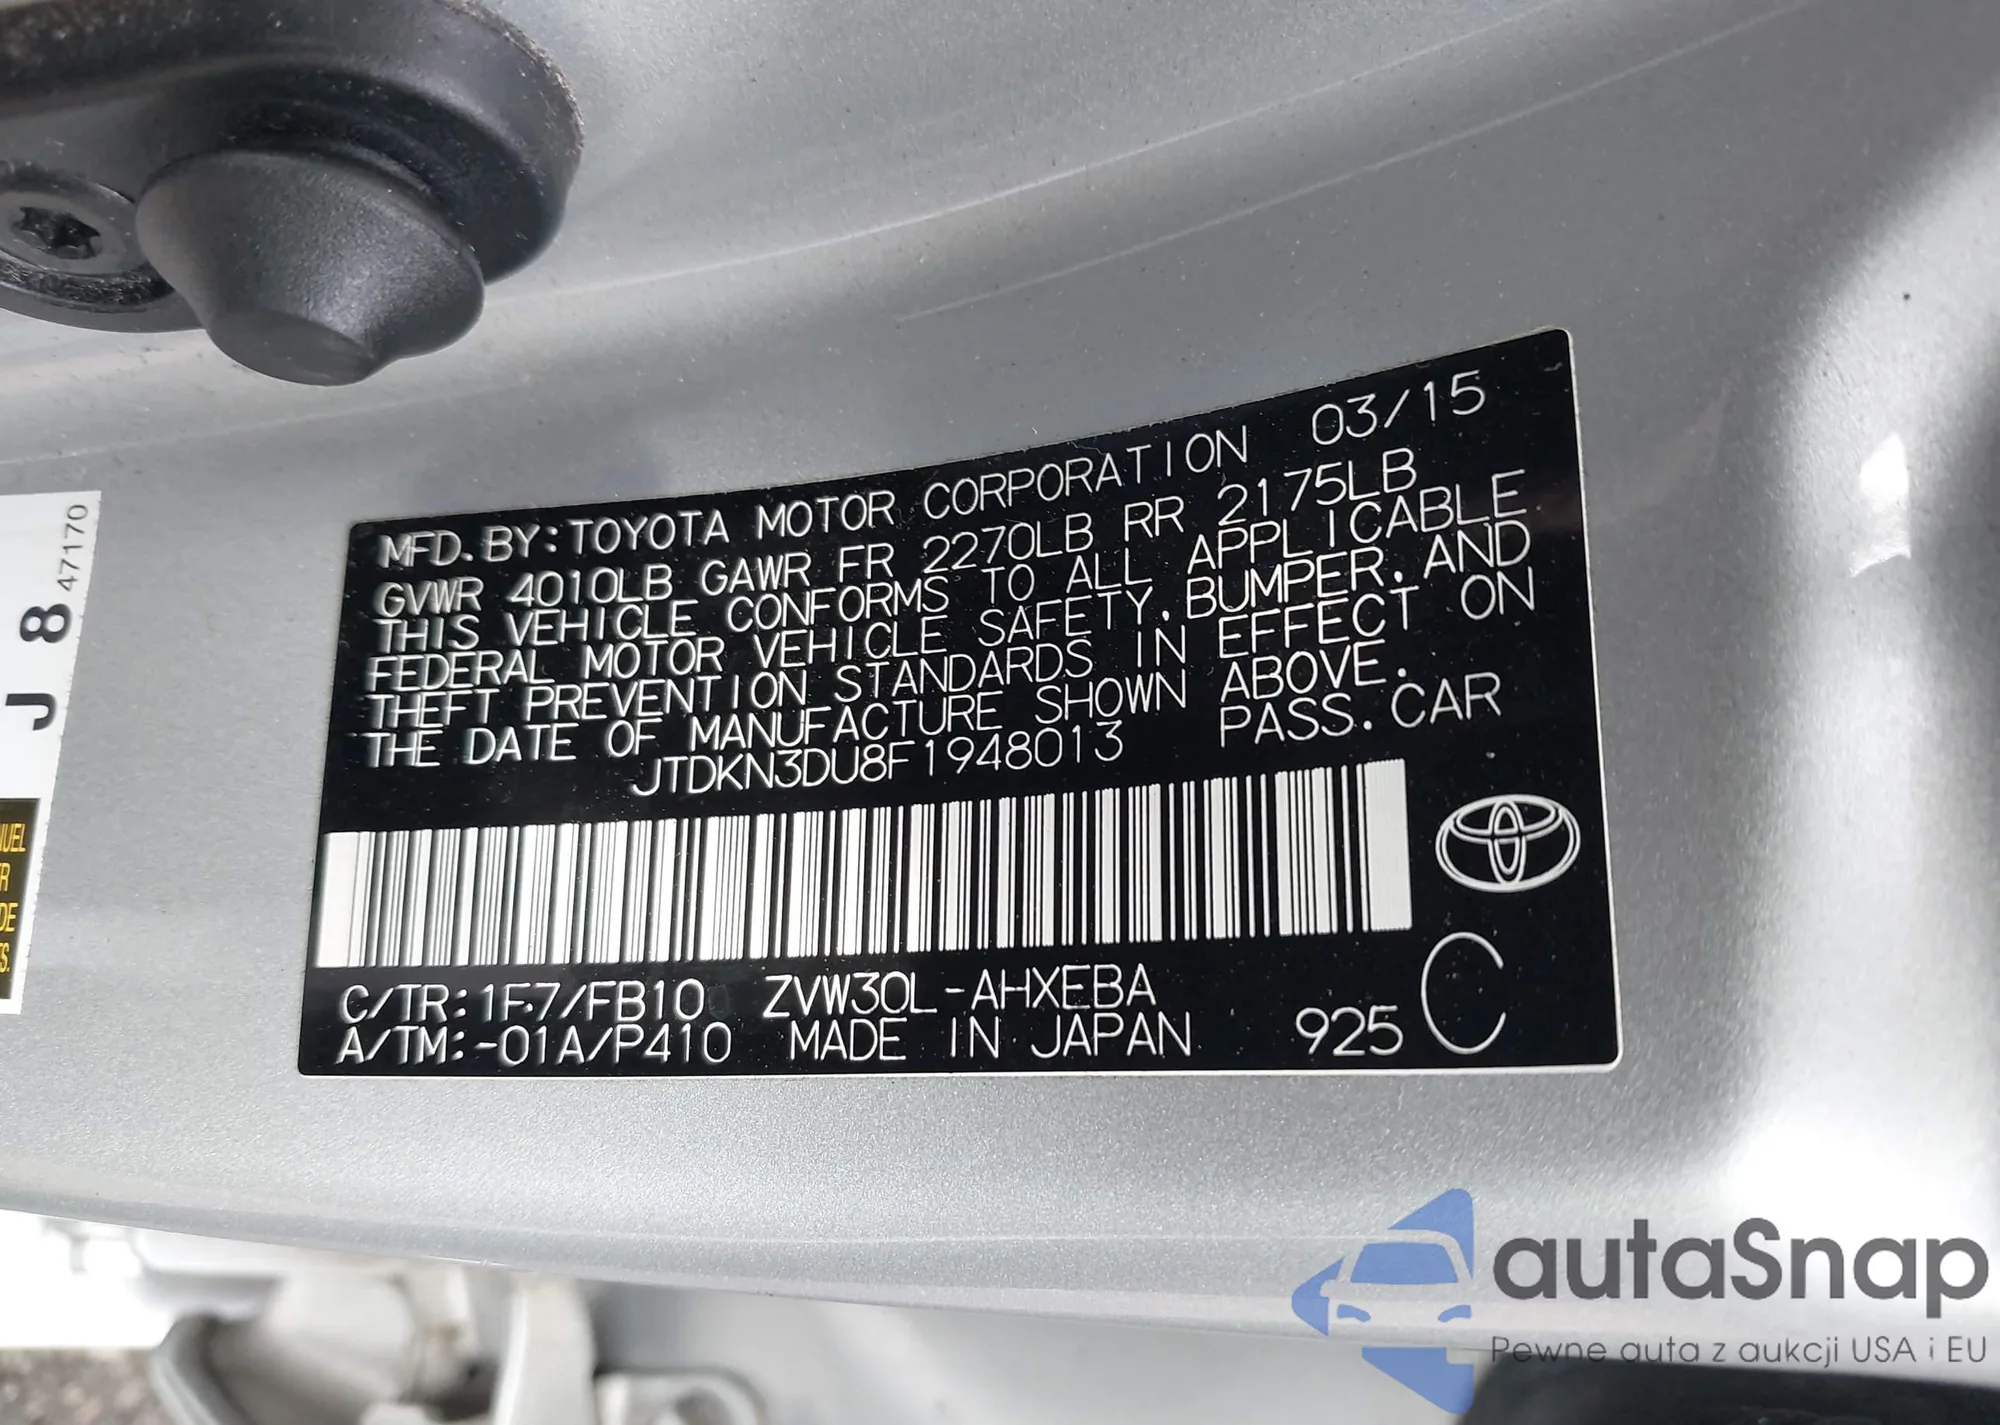 MFD. BY: TOYOTA MOTOR CORPORATION 03/15
GVWR 4010LB GAWR FR 2270LB RR 2175LB
THIS VEHICLE CONFORMS TO ALL APPLICABLE
FEDERAL MOTOR VEHICLE SAFETY, BUMPER, AND
THEFT PREVENTION STANDARDS IN EFFECT ON
THE DATE OF MANUFACTURE SHOWN ABOVE.
JTDKN3DU8F1948013 PASS. CAR
C/TR: 1F7/FB10 ZVW30L-AHXEBA
A/TM: -01A/P410 MADE IN JAPAN 925 C
J 8 47170
DE
autaSnap
Pewne auta z aukcji USA i EU